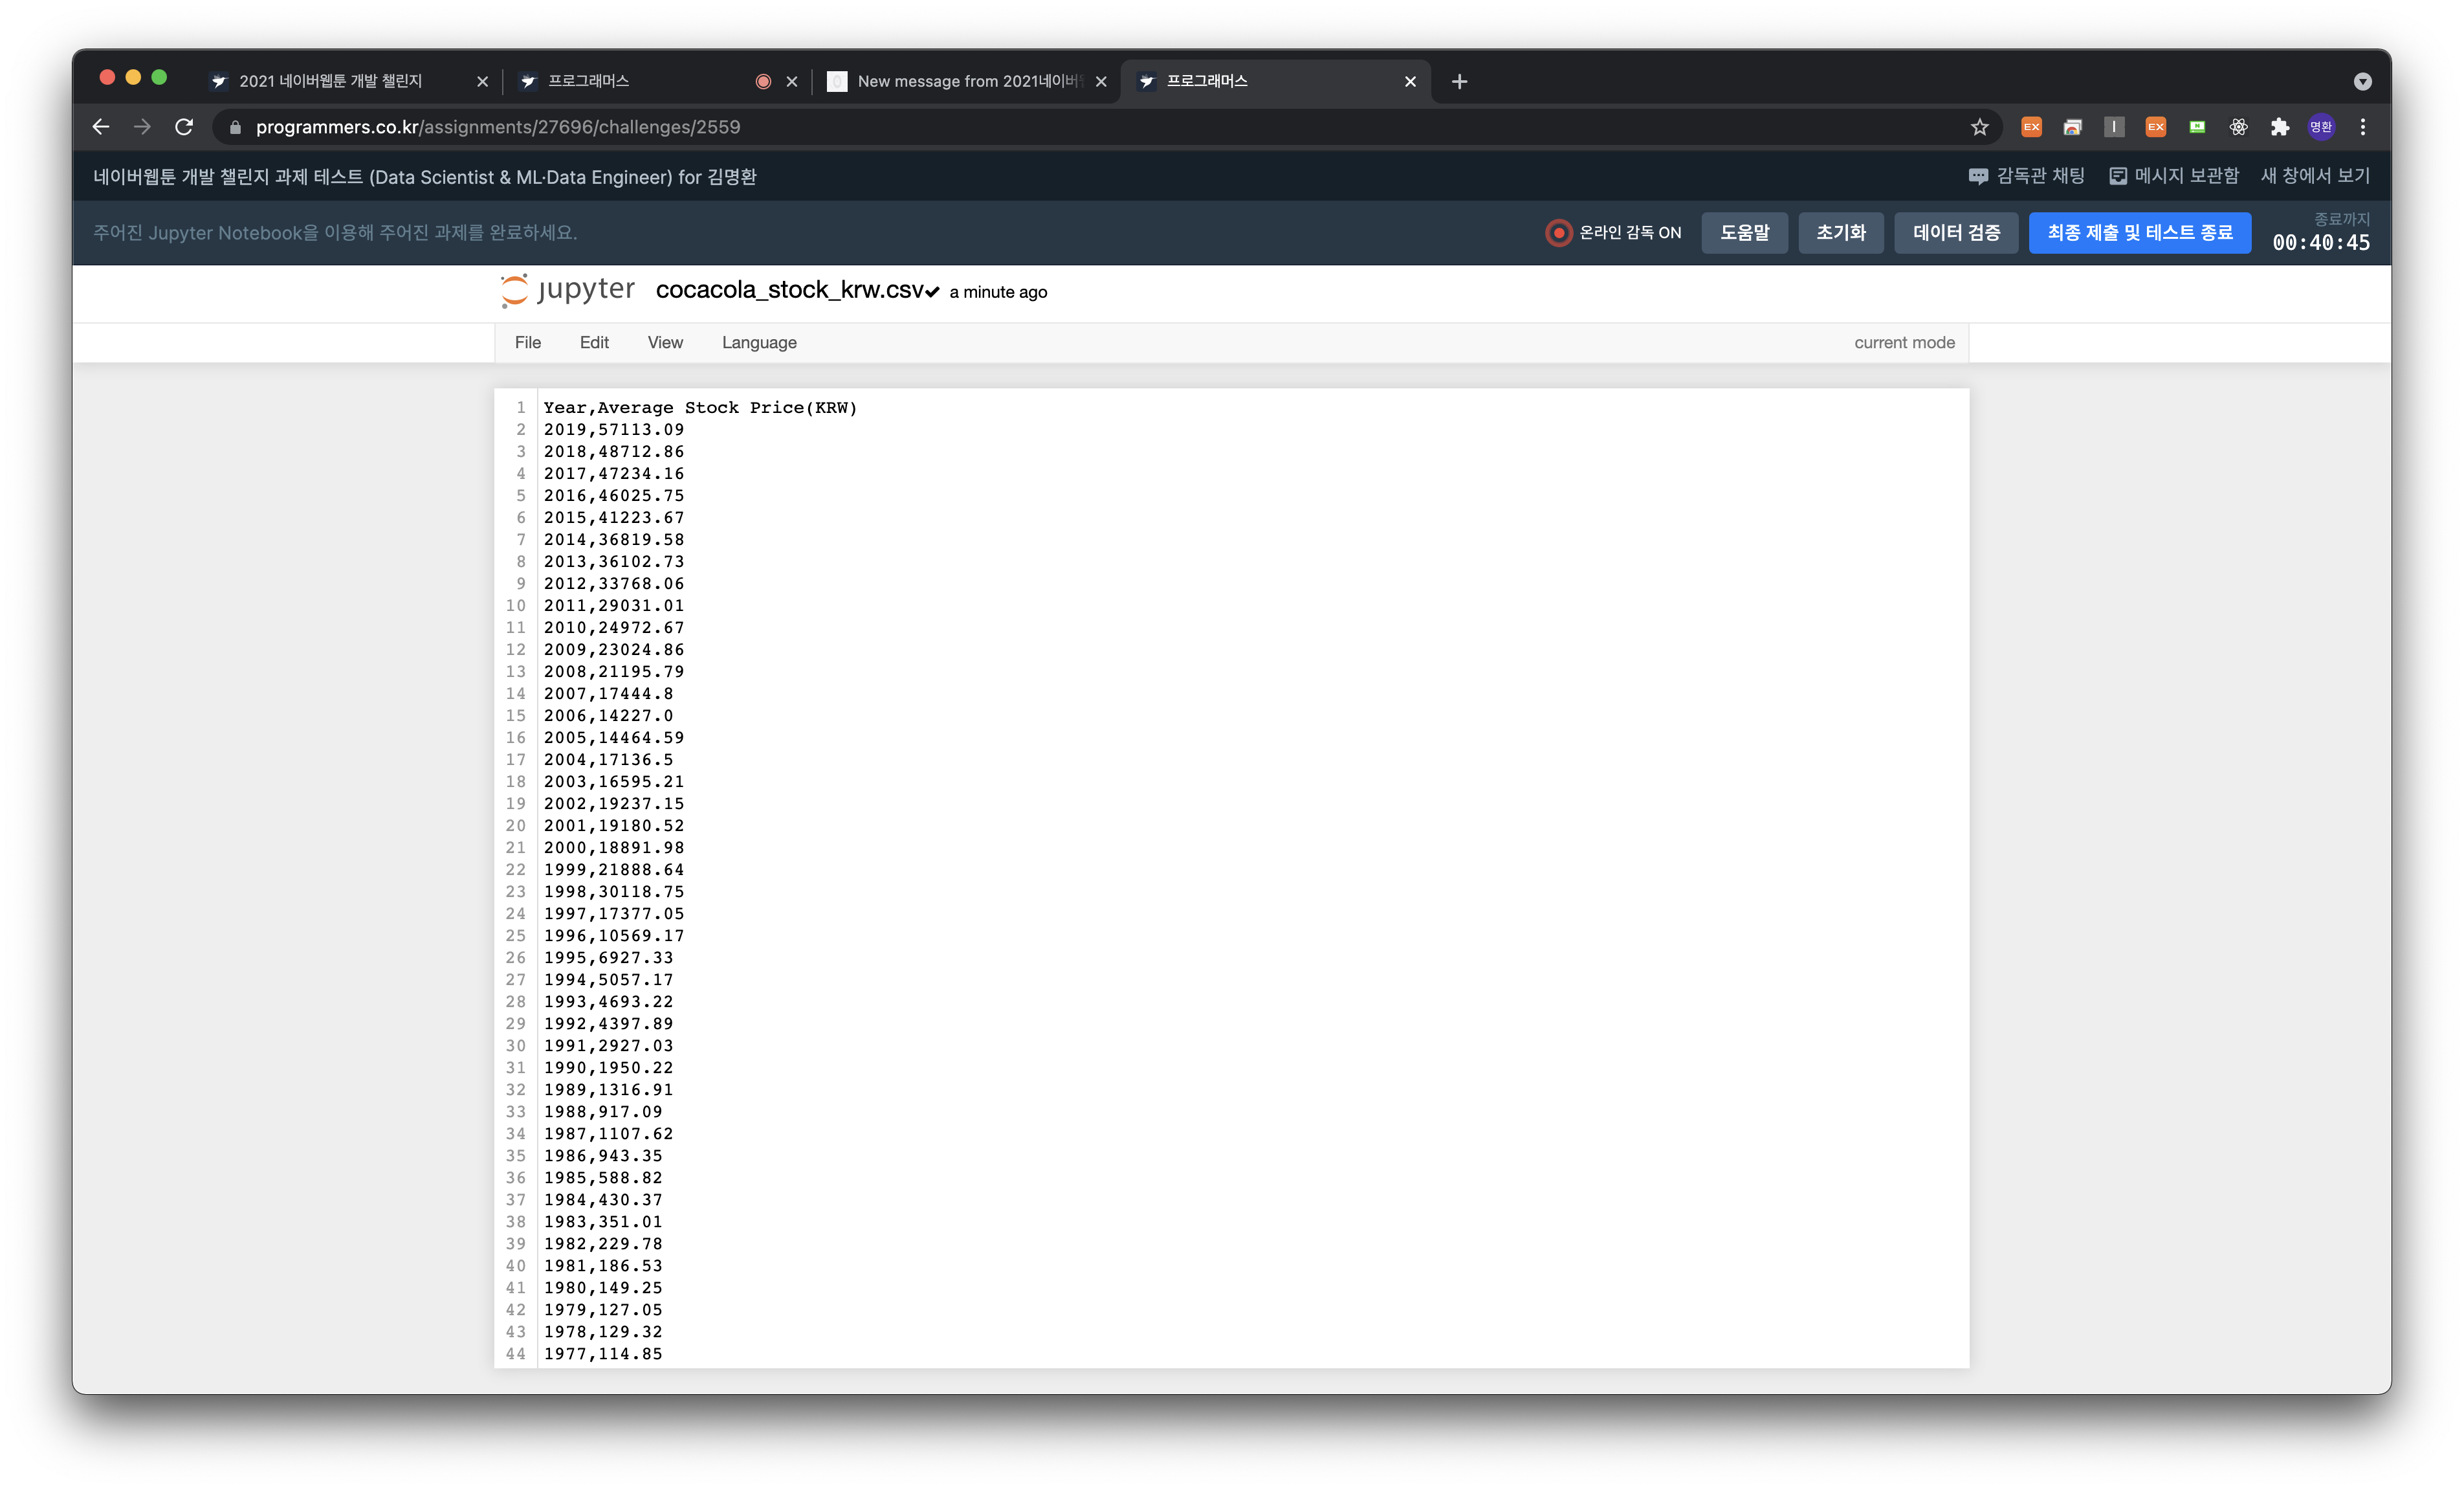 2021 네이버웹툰 개발 챌린지
프로그래머스
New message from 2021네이버
프로그래머스
programmers.co.kr/assignments/27696/challenges/2559
EX
EX
명환
네이버웹툰 개발 챌린지 과제 테스트 (Data Scientist & ML·Data Engineer) for 김명환
감독관 채팅
메시지 보관함
새 창에서 보기
주어진 Jupyter Notebook을 이용해 주어진 과제를 완료하세요.
온라인 감독 ON
도움말
초기화
데이터 검증
최종 제출 및 테스트 종료
종료까지
00:40:45
jupyter cocacola_stock_krw.csv a minute ago
File Edit View Language current mode
1 Year,Average Stock Price(KRW)
2 2019,57113.09
3 2018,48712.86
4 2017,47234.16
5 2016,46025.75
6 2015,41223.67
7 2014,36819.58
8 2013,36102.73
9 2012,33768.06
10 2011,29031.01
11 2010,24972.67
12 2009,23024.86
13 2008,21195.79
14 2007,17444.8
15 2006,14227.0
16 2005,14464.59
17 2004,17136.5
18 2003,16595.21
19 2002,19237.15
20 2001,19180.52
21 2000,18891.98
22 1999,21888.64
23 1998,30118.75
24 1997,17377.05
25 1996,10569.17
26 1995,6927.33
27 1994,5057.17
28 1993,4693.22
29 1992,4397.89
30 1991,2927.03
31 1990,1950.22
32 1989,1316.91
33 1988,917.09
34 1987,1107.62
35 1986,943.35
36 1985,588.82
37 1984,430.37
38 1983,351.01
39 1982,229.78
40 1981,186.53
41 1980,149.25
42 1979,127.05
43 1978,129.32
44 1977,114.85